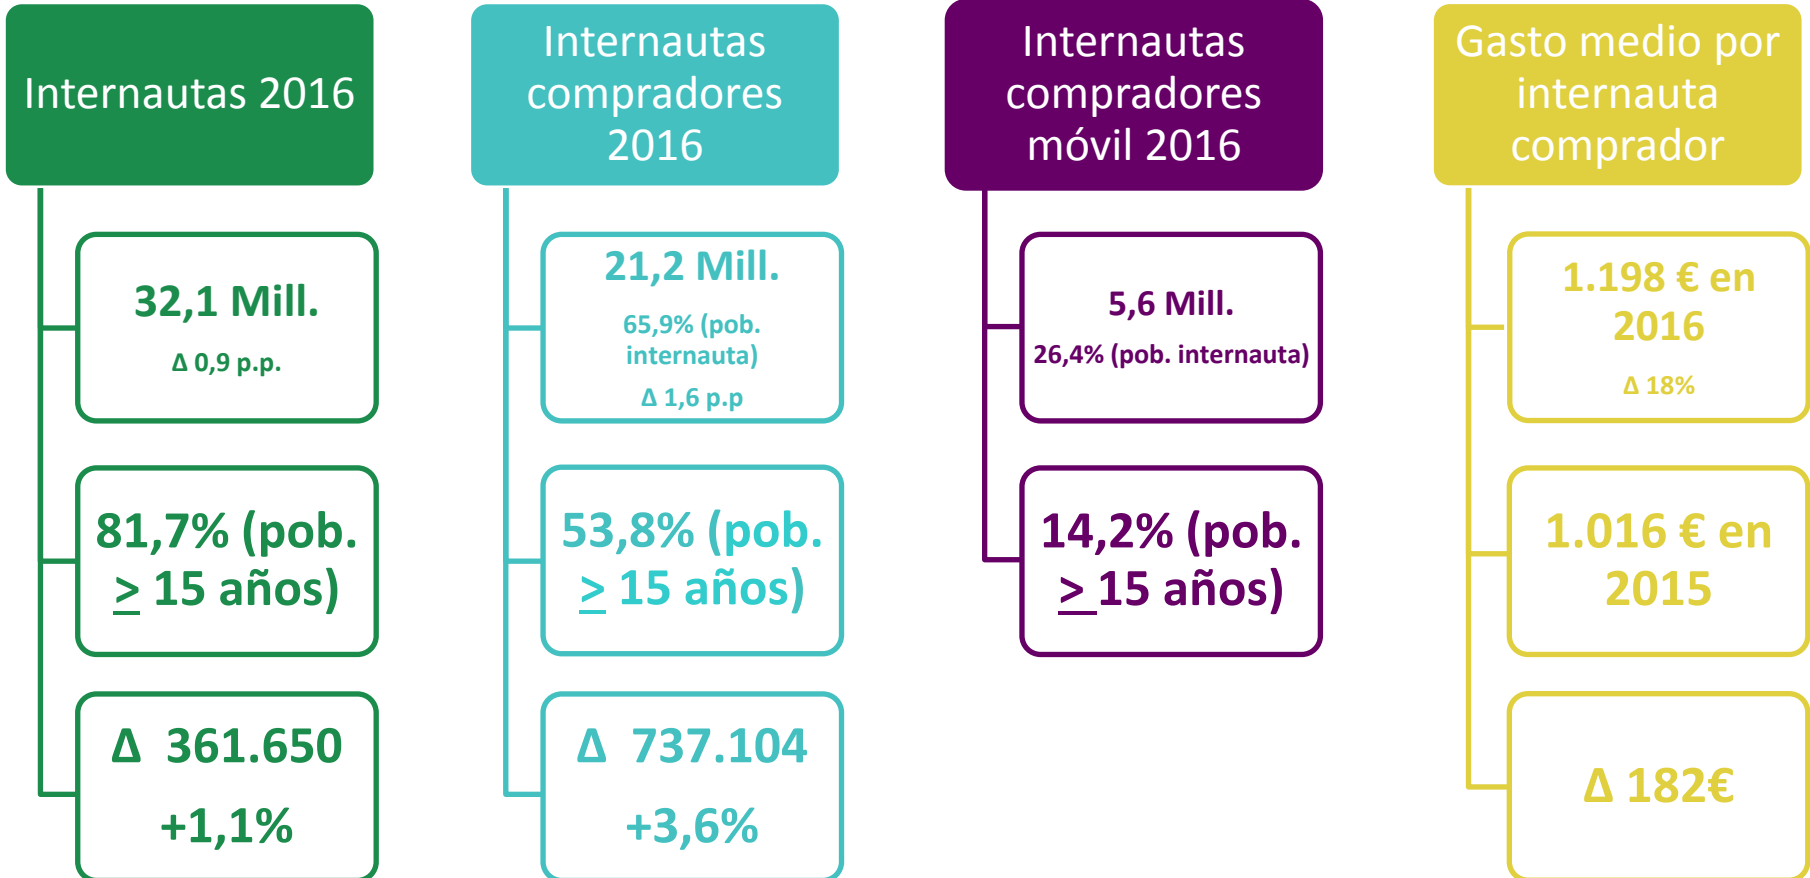 Internautas 2016
32,1 Mill.
Δ 0,9 p.p.
81,7% (pob.
≥ 15 años)
Δ 361.650
+1,1%
Internautas
compradores
2016
21,2 Mill.
65,9% (pob.
internauta)
Δ 1,6 p.p
53,8% (pob.
≥ 15 años)
Δ 737.104
+3,6%
Internautas
compradores
móvil 2016
5,6 Mill.
26,4% (pob. internauta)
14,2% (pob.
≥ 15 años)
Gasto medio por
internauta
comprador
1.198 € en
2016
Δ 18%
1.016 € en
2015
Δ 182€